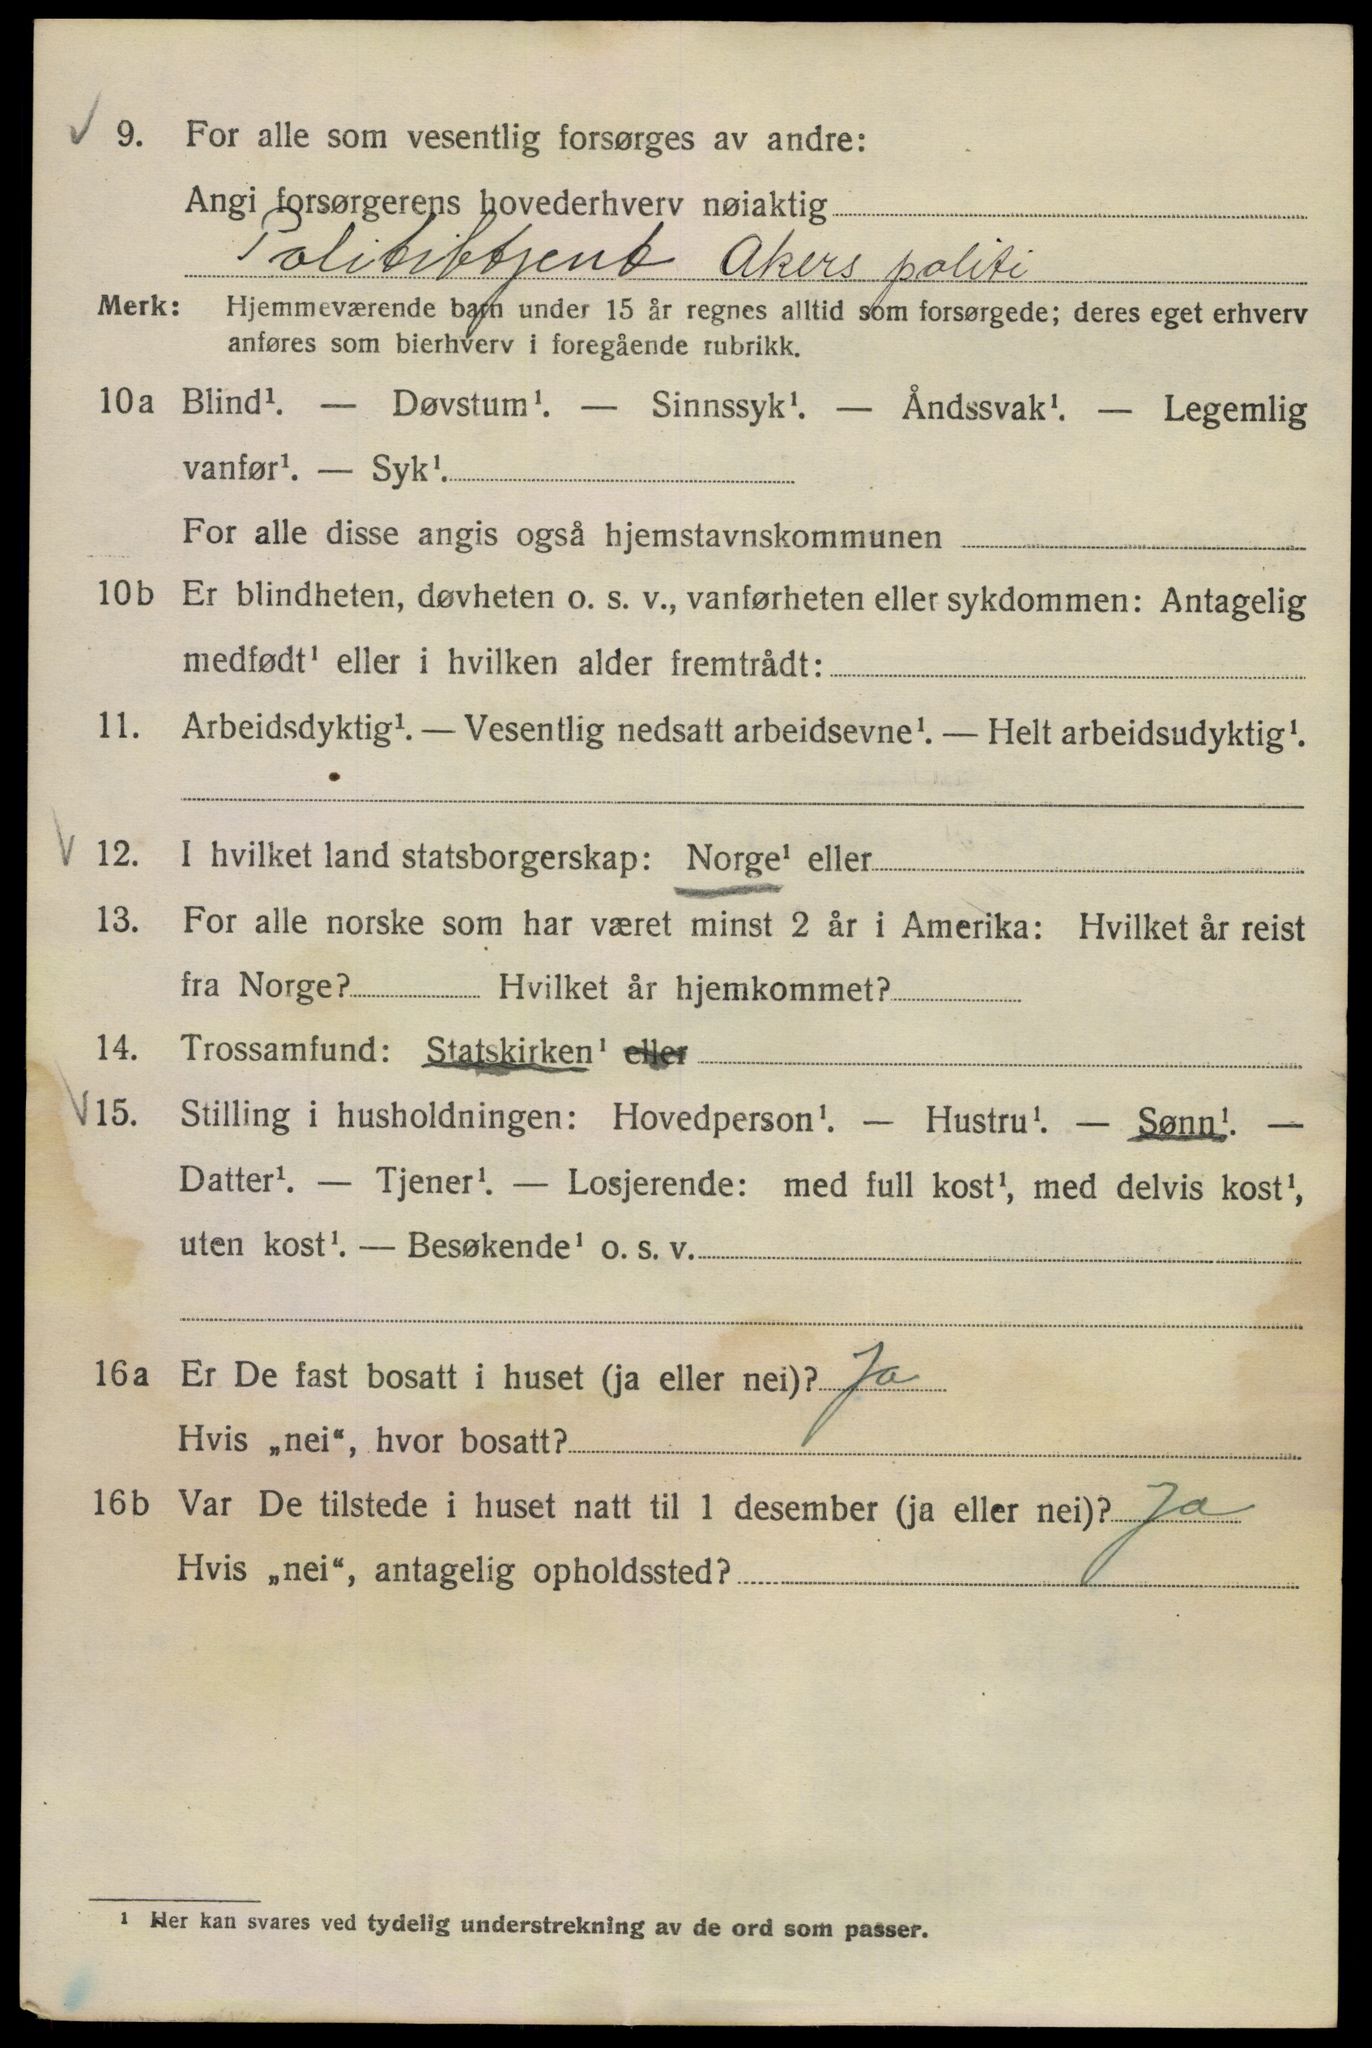 9. For alle som vesentlig forsørges av andre:
Angi forsørgerens hovederhverv nøiaktig
Politibtjent Akers politi
Merk: Hjemmeværende barn under 15 år regnes alltid som forsørgede; deres eget erhverv
anføres som bierhverv i foregående rubrikk.
10a Blind¹. — Døvstum¹. — Sinnssyk¹. — Åndssvak¹. — Legemlig
vanfør¹. — Syk¹.
For alle disse angis også hjemstavnskommunen
10b Er blindheten, døvheten o. s. v., vanførheten eller sykdommen: Antagelig
medfødt¹ eller i hvilken alder fremtrådt:
11. Arbeidsdyktig¹. — Vesentlig nedsatt arbeidsevne¹. — Helt arbeidsudyktig¹.
12. I hvilket land statsborgerskap: Norge¹ eller
13. For alle norske som har været minst 2 år i Amerika: Hvilket år reist
fra Norge? Hvilket år hjemkommet?
14. Trossamfund: Statskirken¹ eller
15. Stilling i husholdningen: Hovedperson¹. — Hustru¹. — Sønn¹. —
Datter¹. — Tjener¹. — Losjerende: med full kost¹, med delvis kost¹,
uten kost¹. — Besøkende¹ o. s. v.
16a Er De fast bosatt i huset (ja eller nei)? Ja
Hvis „nei“, hvor bosatt?
16b Var De tilstede i huset natt til 1 desember (ja eller nei)? Ja
Hvis „nei“, antagelig opholdssted?
¹ Her kan svares ved tydelig understrekning av de ord som passer.